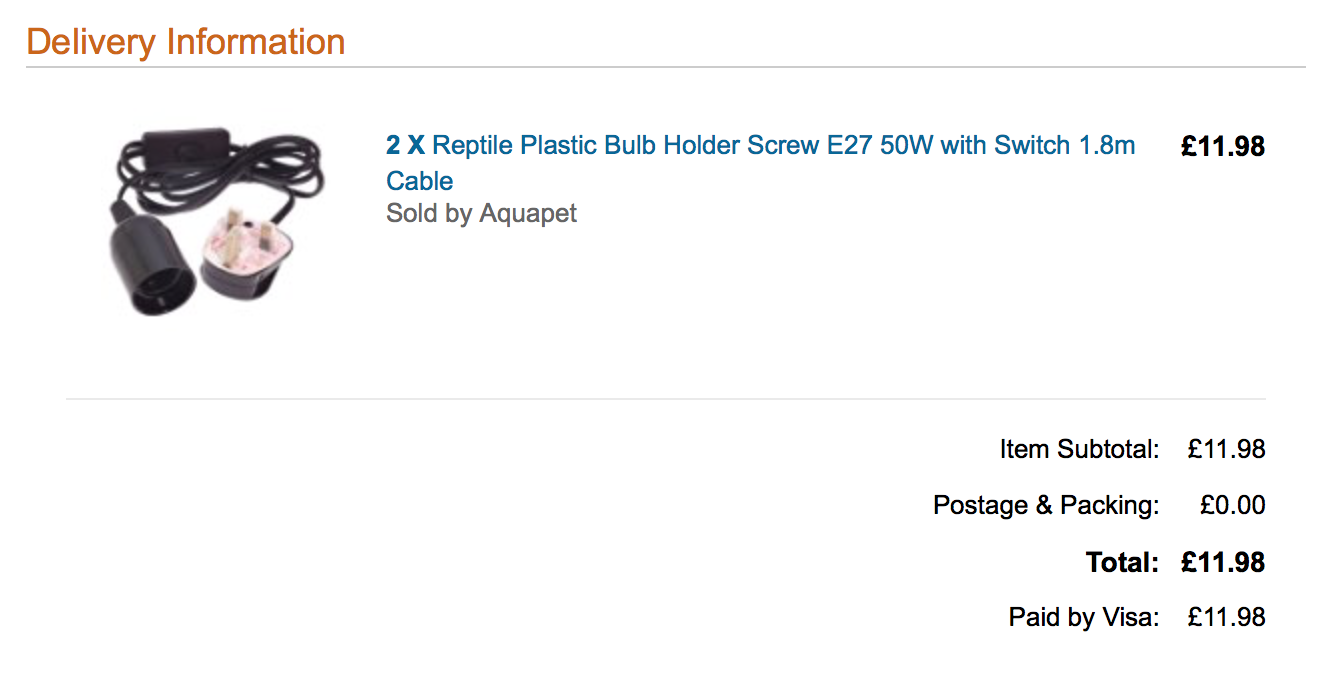 Delivery Information
2 X Reptile Plastic Bulb Holder Screw E27 50W with Switch 1.8m £11.98
Cable
Sold by Aquapet
Item Subtotal: £11.98
Postage & Packing: £0.00
Total: £11.98
Paid by Visa: £11.98